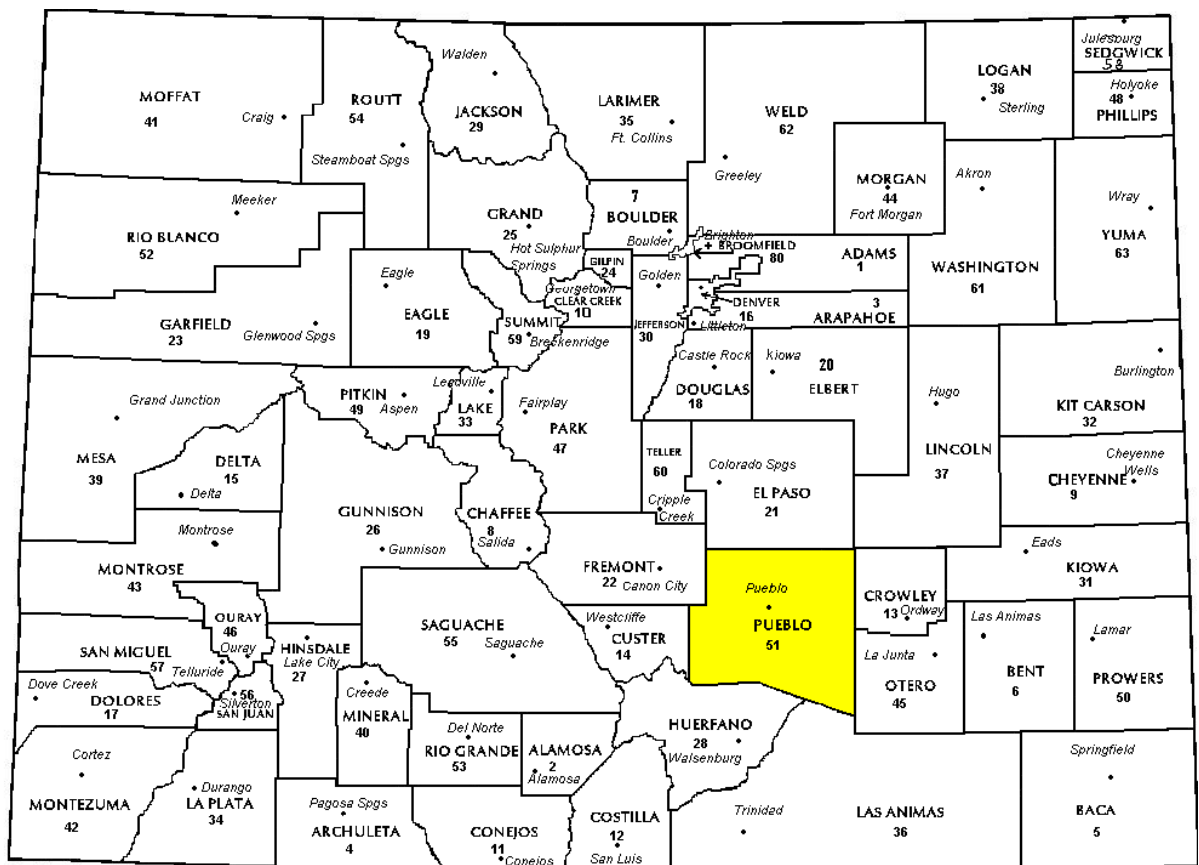 Walden
Julesburg
SEDGWICK
58
MOFFAT
41
Craig
ROUTT
54
Steamboat Spgs
JACKSON
29
LARIMER
35
Ft. Collins
WELD
62
Greeley
LOGAN
38
Sterling
Holyoke
48
PHILLIPS
MORGAN
44
Fort Morgan
Akron
Wray
YUMA
63
Meeker
RIO BLANCO
52
GRAND
25
Hot Sulphur
Springs
7
BOULDER
Boulder
Brighton
+ BROOMFIELD
80
ADAMS
1
WASHINGTON
61
GILPIN
24
Golden
Georgetown
CLEAR CREEK
10
DENVER
16
3
ARAPAHOE
Littleton
Eagle
EAGLE
19
SUMMIT
59
Breckenridge
JEFFERSON
30
GARFIELD
23
Glenwood Spgs
Castle Rock
DOUGLAS
18
Kiowa
20
ELBERT
Burlington
KIT CARSON
32
Hugo
LINCOLN
37
Grand Junction
MESA
39
PITKIN
49
Aspen
Leadville
LAKE
33
Fairplay
PARK
47
TELLER
60
Cripple
Creek
Colorado Spgs
EL PASO
21
Cheyenne
Wells
CHEYENNE
9
DELTA
15
Delta
GUNNISON
26
Gunnison
CHAFFEE
8
Salida
Montrose
MONTROSE
43
FREMONT
22
Canon City
Pueblo
PUEBLO
51
CROWLEY
13
Ordway
Eads
KIOWA
31
OURAY
46
Ouray
HINSDALE
Lake City
27
SAGUACHE
55
Saguache
Westcliffe
CUSTER
14
La Junta
OTERO
45
Las Animas
BENT
6
Lamar
PROWERS
50
SAN MIGUEL
57
Telluride
Dove Creek
DOLORES
17
56
Silverton
SAN JUAN
Creede
MINERAL
40
Del Norte
RIO GRANDE
53
ALAMOSA
2
Alamosa
HUERFANO
28
Walsenburg
Cortez
MONTEZUMA
42
Durango
LA PLATA
34
Pagosa Spgs
ARCHULETA
4
CONEJOS
11
Conejos
COSTILLA
12
San Luis
Trinidad
LAS ANIMAS
36
Springfield
BACA
5